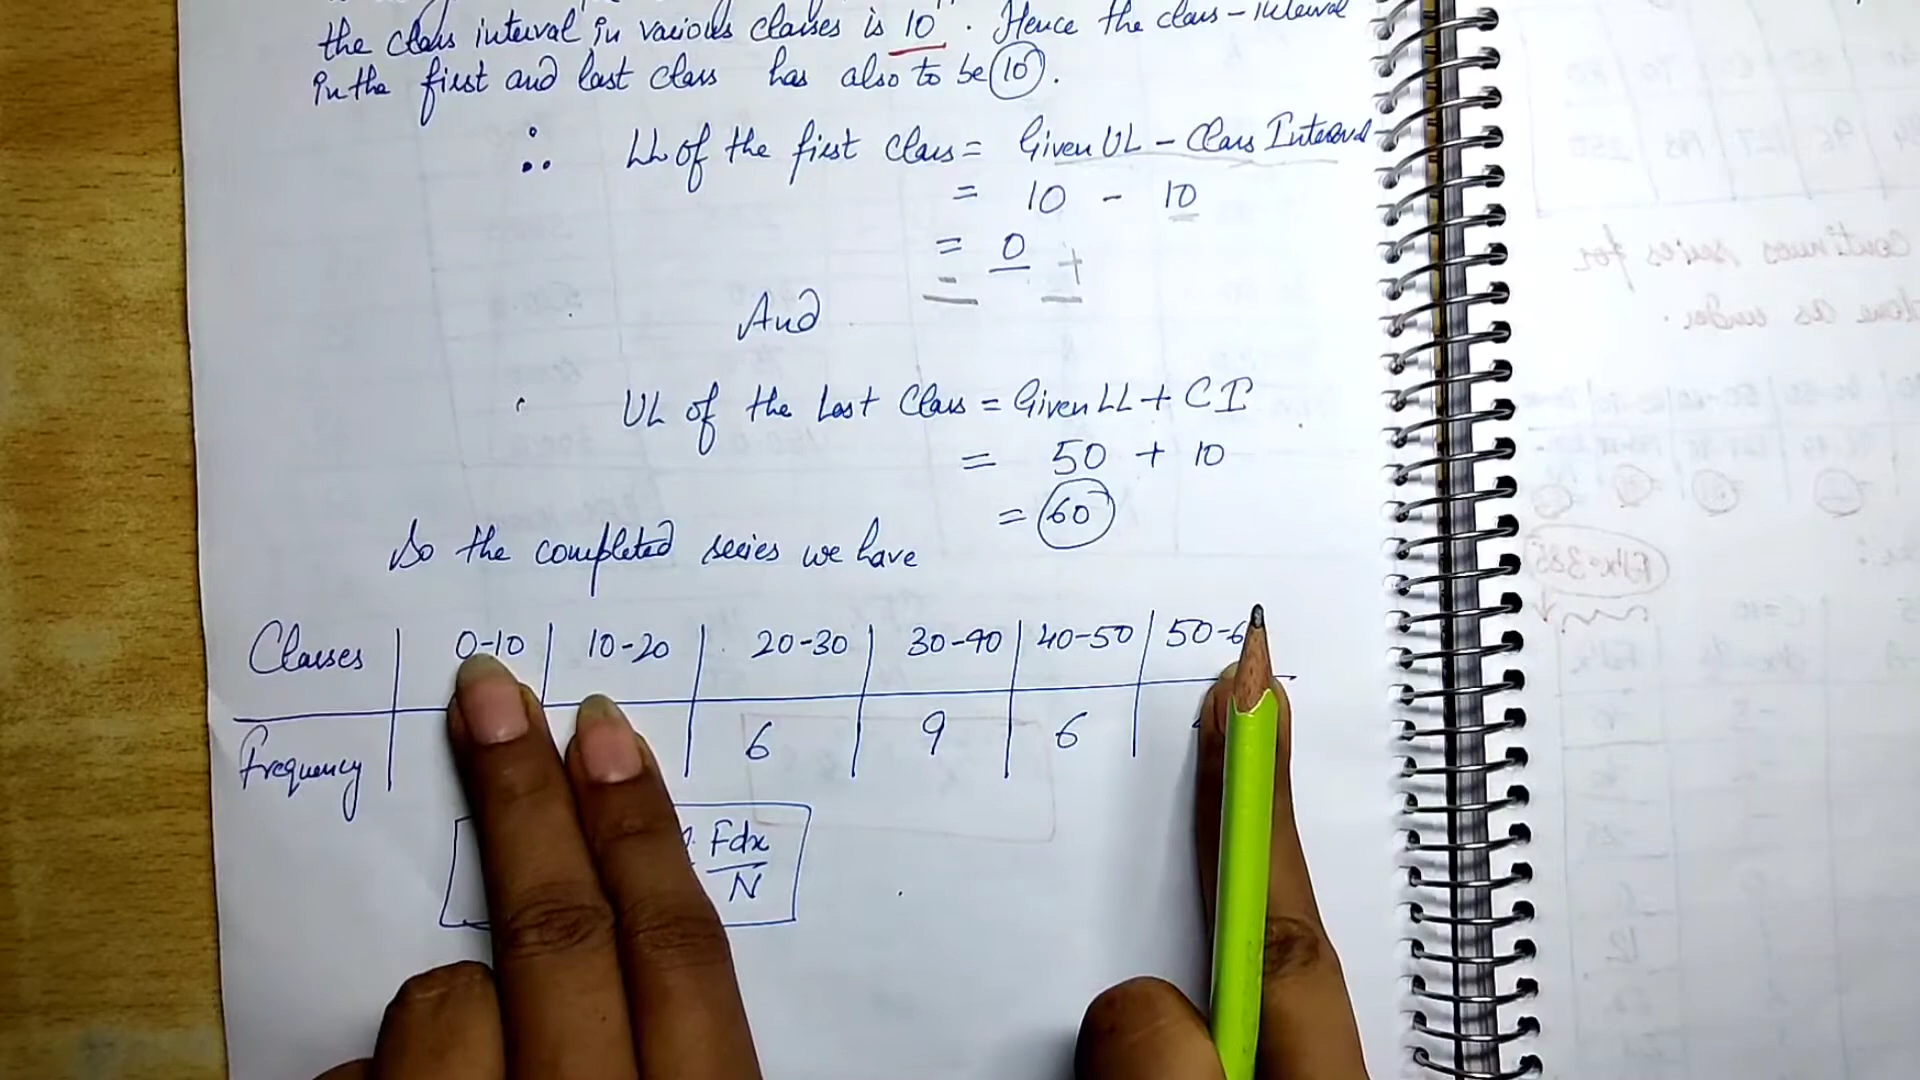 the class interval in various classes is 10. Hence the class-interval
in the first and last class has also to be 10.
∴ LL of the first class = Given UL - Class Interval
= 10 - 10
= 0
- +
And
UL of the Last Class = Given LL + CI
= 50 + 10
= 60
So the completed series we have
Classes 0-10 10-20 20-30 30-40 40-50 50-6
Frequency 6 9 6
Fdx
N